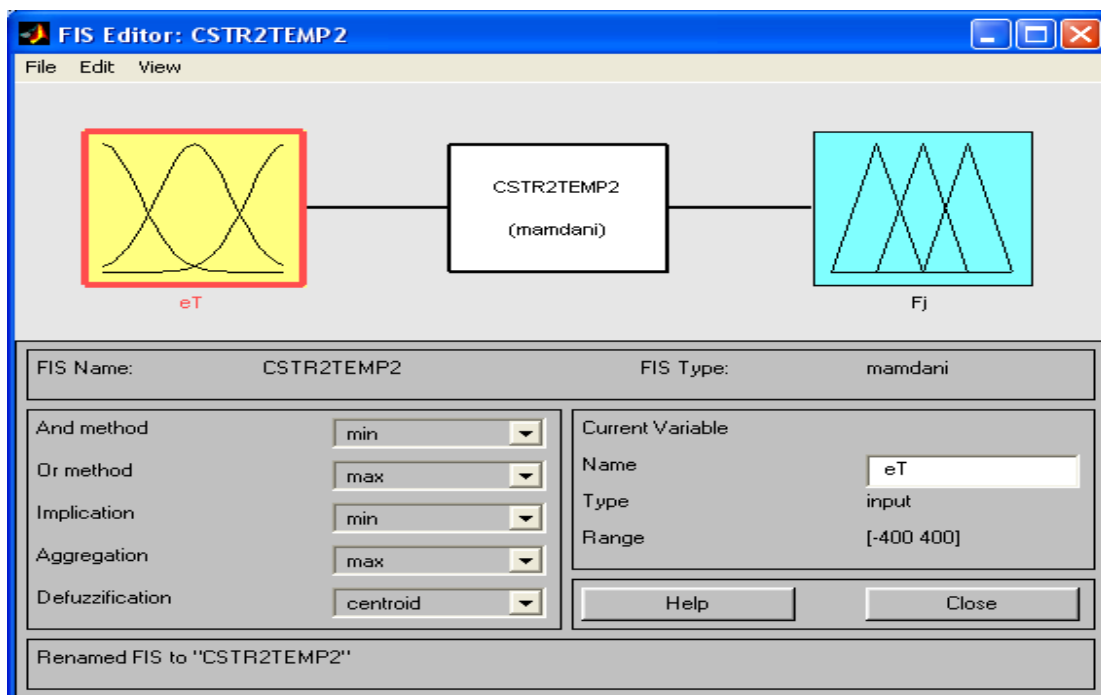 FIS Editor: CSTR2TEMP2
File Edit View
CSTR2TEMP2
(mamdani)
eT
Fj
FIS Name: CSTR2TEMP2 FIS Type: mamdani
And method min
Or method max
Implication min
Aggregation max
Defuzzification centroid
Current Variable
Name eT
Type input
Range [-400 400]
Help Close
Renamed FIS to "CSTR2TEMP2"